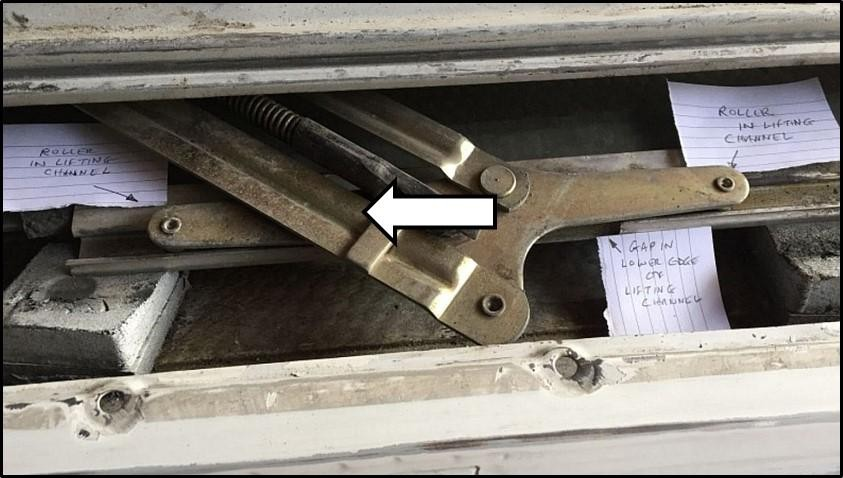 ROLLER
IN LIFTING
CHANNEL
ROLLER
IN LIFTING
CHANNEL
GAP IN
LOWER EDGE
OF
LIFTING
CHANNEL